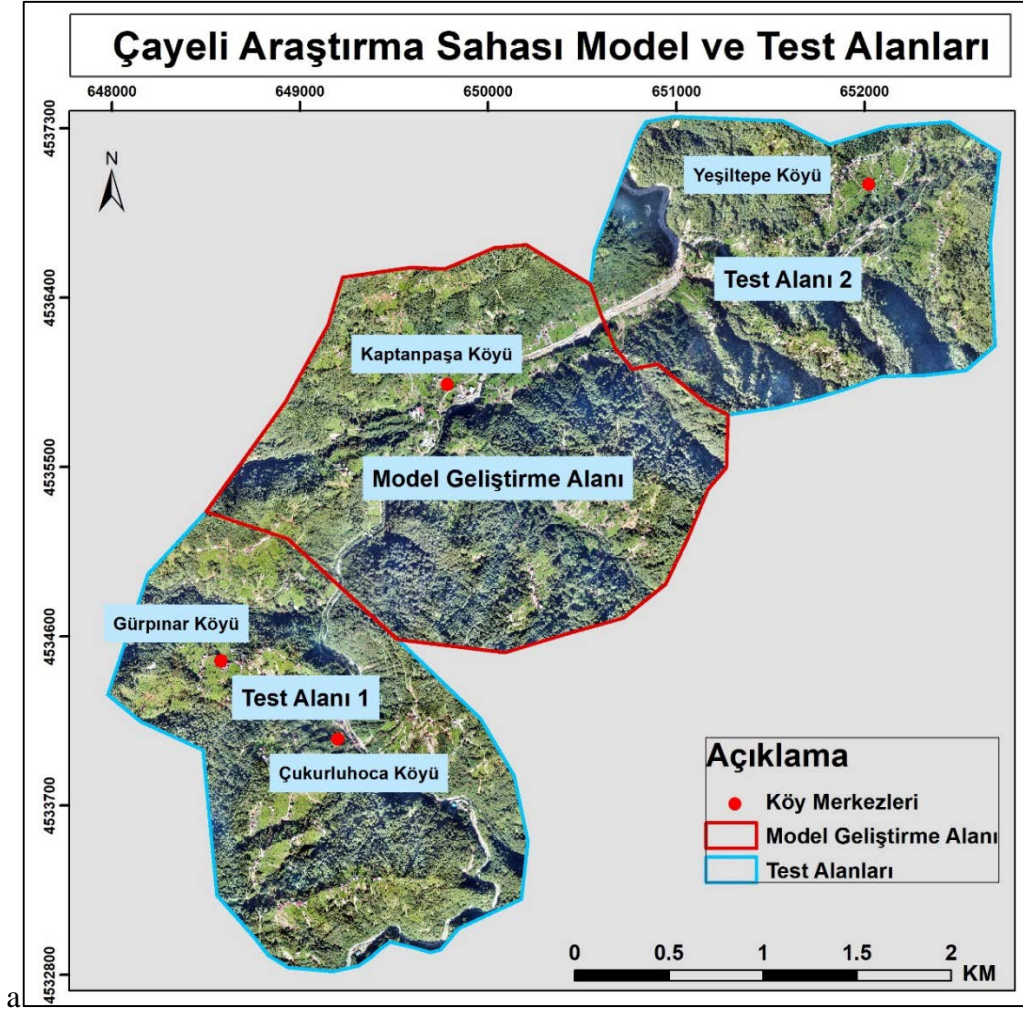 Çayeli Araştırma Sahası Model ve Test Alanları
648000 649000 650000 651000 652000
4537300
4536400
4535500
4534600
4533700
4532800
N
Yeşiltepe Köyü
Test Alanı 2
Kaptanpaşa Köyü
Model Geliştirme Alanı
Gürpınar Köyü
Test Alanı 1
Çukurluhoca Köyü
Açıklama
Köy Merkezleri
Model Geliştirme Alanı
Test Alanları
0 0.5 1 1.5 2
KM
a